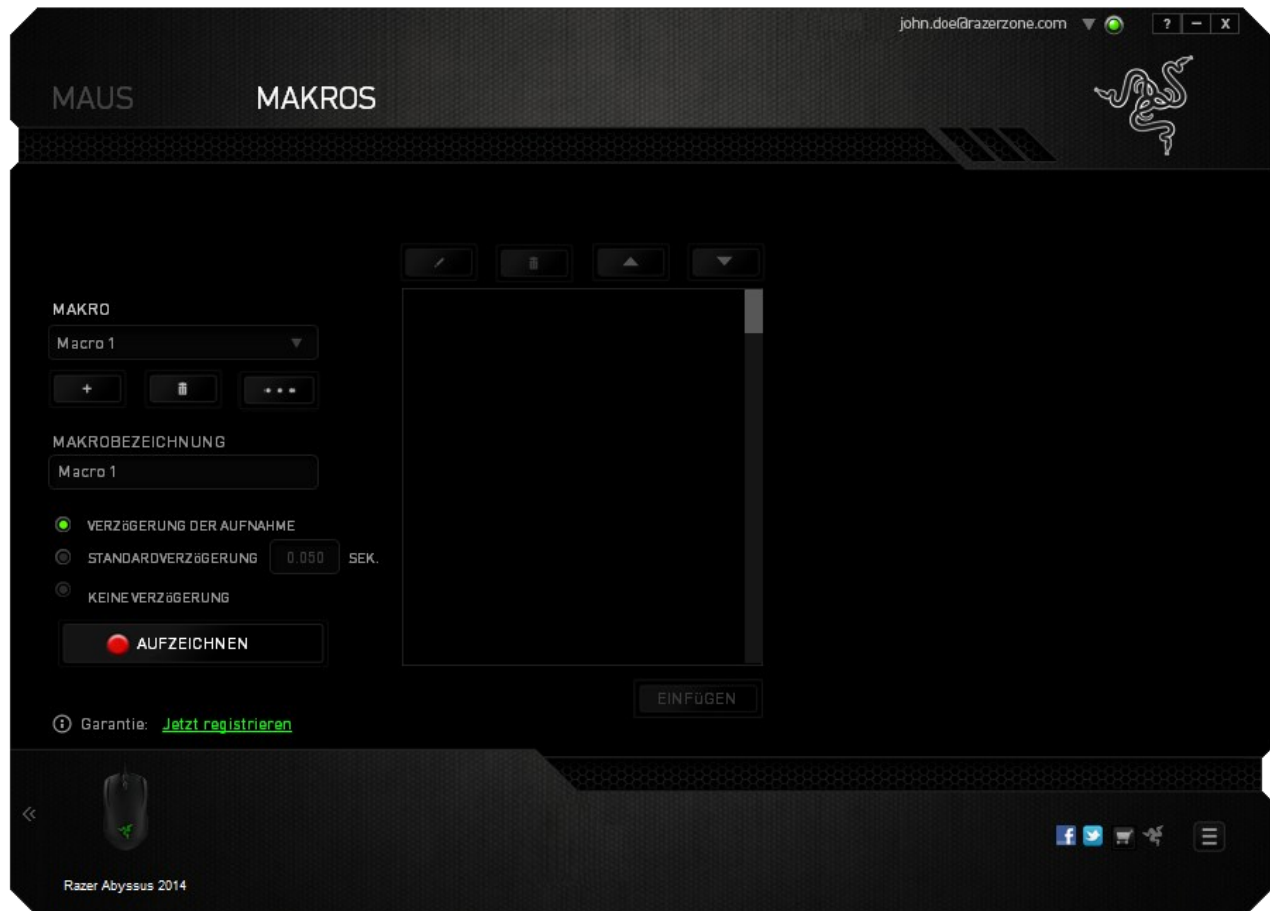 john.doe@razerzone.com
? – X
MAUS MAKROS
MAKRO
Macro 1
MAKROBEZEICHNUNG
Macro 1
VERZÖGERUNG DER AUFNAHME
STANDARDVERZÖGERUNG 0.050 SEK.
KEINE VERZÖGERUNG
AUFZEICHNEN
EINFÜGEN
Garantie: Jetzt registrieren
Razer Abyssus 2014